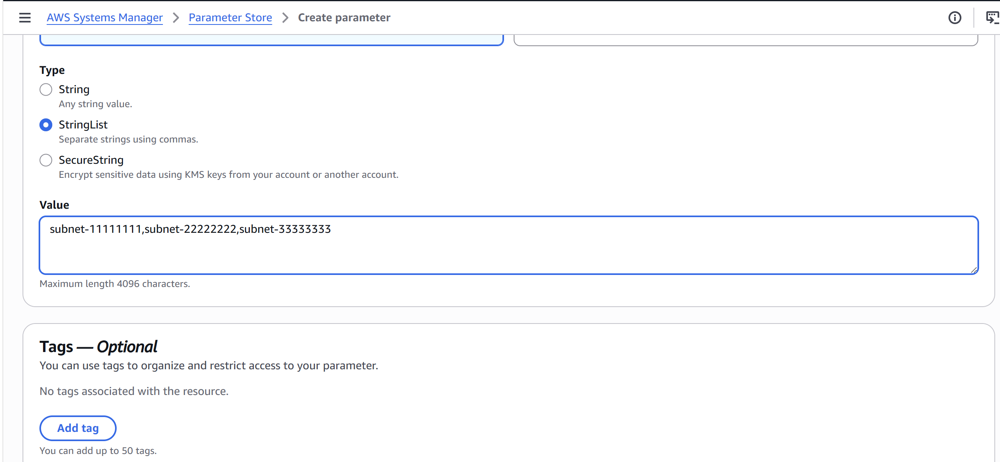 AWS Systems Manager > Parameter Store > Create parameter
Type
String
Any string value.
StringList
Separate strings using commas.
SecureString
Encrypt sensitive data using KMS keys from your account or another account.
Value
subnet-11111111,subnet-22222222,subnet-33333333
Maximum length 4096 characters.
Tags — Optional
You can use tags to organize and restrict access to your parameter.
No tags associated with the resource.
Add tag
You can add up to 50 tags.